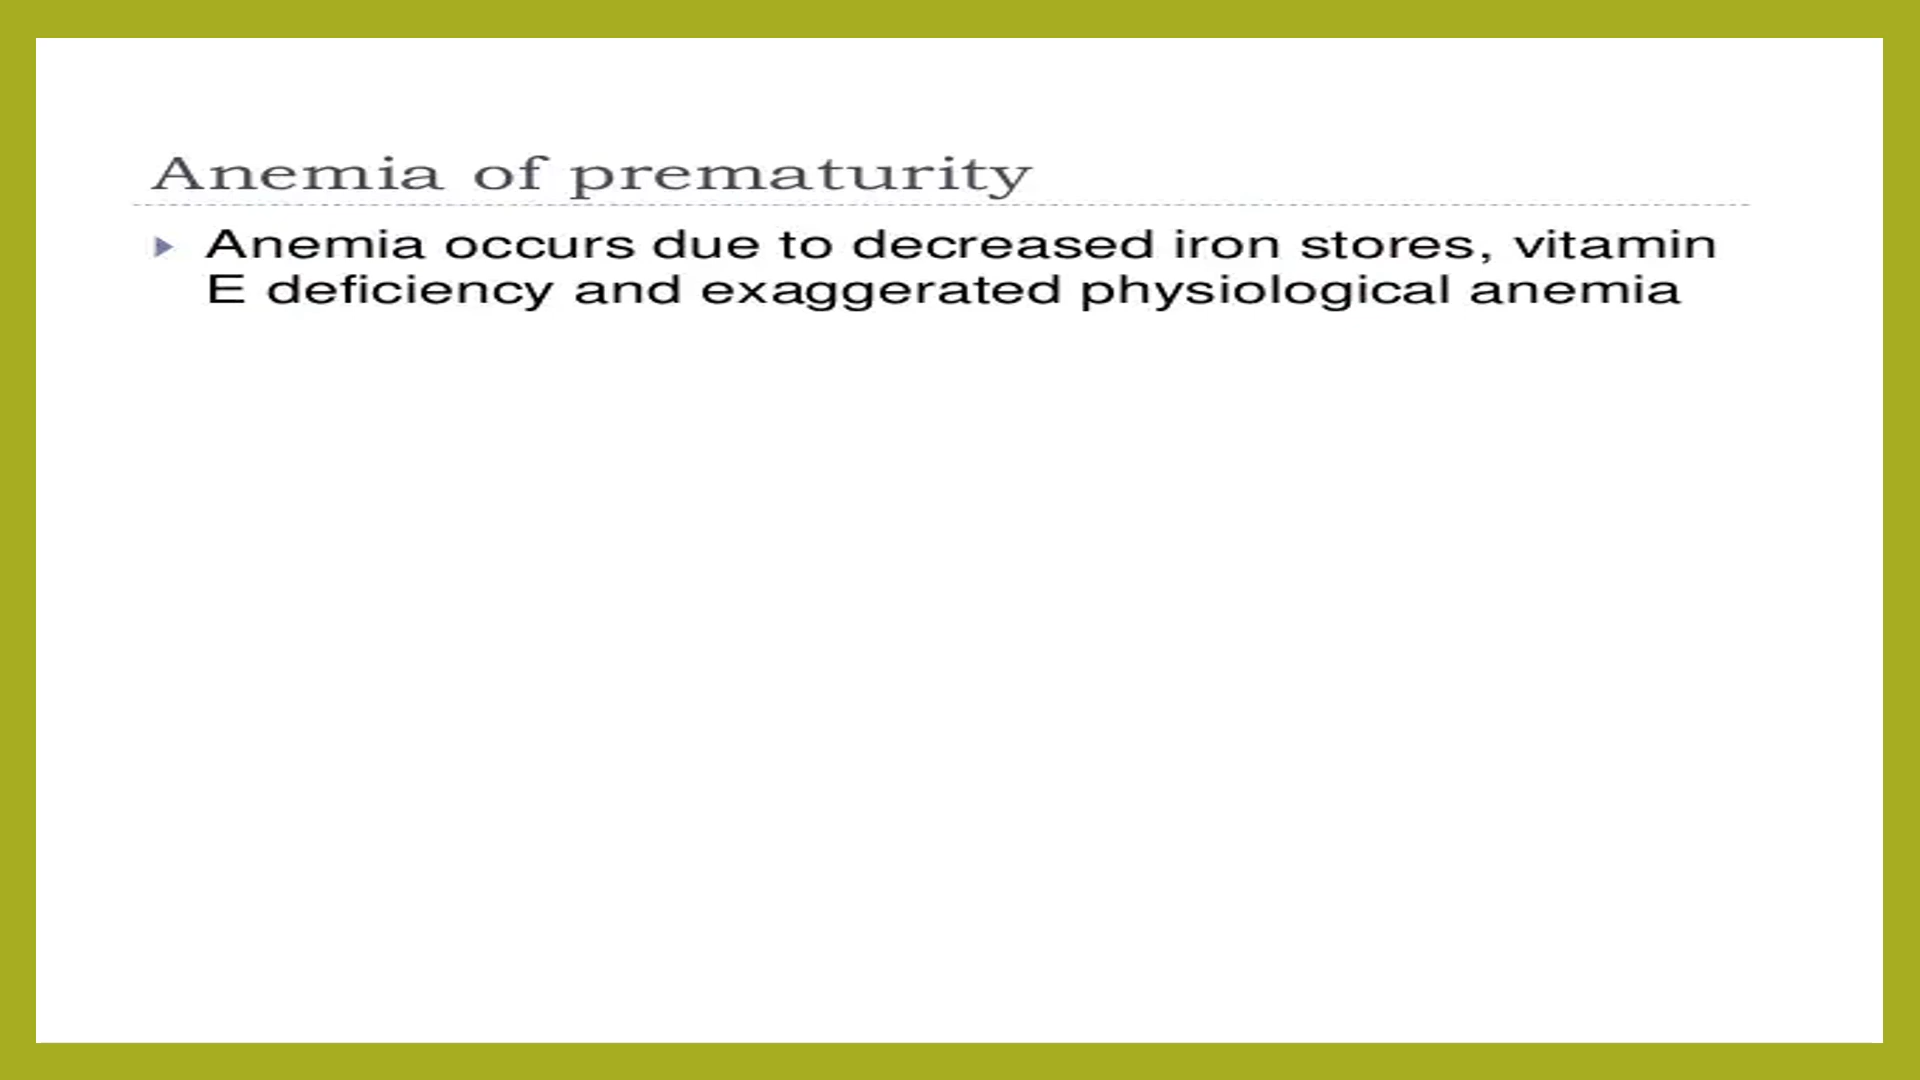 Anemia of prematurity
Anemia occurs due to decreased iron stores, vitamin
E deficiency and exaggerated physiological anemia